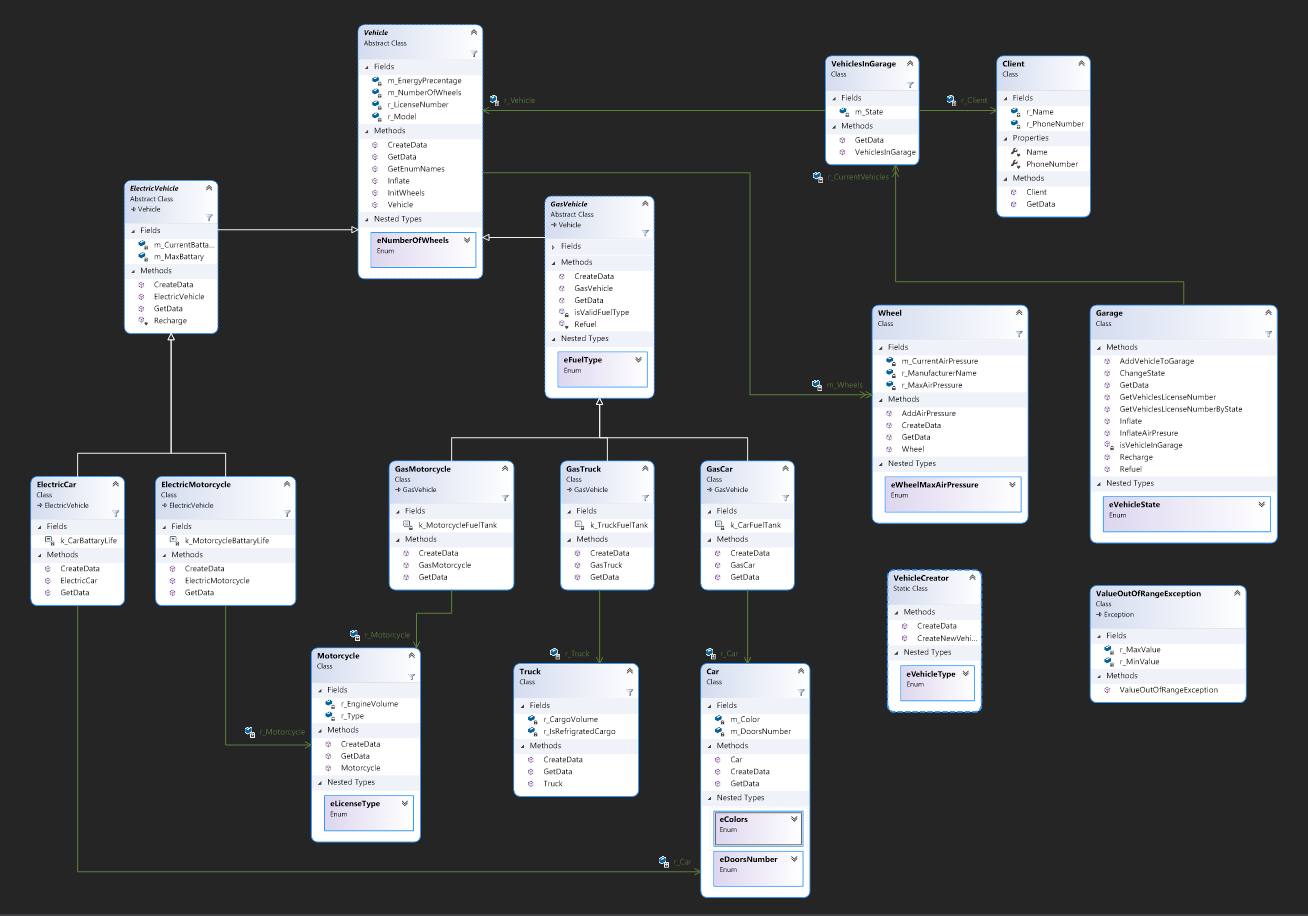 Vehicle
Abstract Class
Fields
m_EnergyPrecentage
m_NumberOfWheels
r_LicenseNumber
r_Model
Methods
CreateData
GetData
GetEnumNames
Inflate
InitWheels
Vehicle
Nested Types
eNumberOfWheels
Enum
r_Vehicle
VehiclesInGarage
Class
Fields
m_State
Methods
GetData
VehiclesInGarage
r_Client
Client
Class
Fields
r_Name
r_PhoneNumber
Properties
Name
PhoneNumber
Methods
Client
GetData
r_CurrentVehicles
ElectricVehicle
Abstract Class
Vehicle
Fields
m_CurrentBatta...
m_MaxBattary
Methods
CreateData
ElectricVehicle
GetData
Recharge
GasVehicle
Abstract Class
Vehicle
Fields
Methods
CreateData
GasVehicle
GetData
isValidFuelType
Refuel
Nested Types
eFuelType
Enum
m_Wheels
Wheel
Class
Fields
m_CurrentAirPressure
r_ManufacturerName
r_MaxAirPressure
Methods
AddAirPressure
CreateData
GetData
Wheel
Nested Types
eWheelMaxAirPressure
Enum
Garage
Class
Methods
AddVehicleToGarage
ChangeState
GetData
GetVehiclesLicenseNumber
GetVehiclesLicenseNumberByState
Inflate
InflateAirPresure
isVehicleInGarage
Recharge
Refuel
Nested Types
eVehicleState
Enum
ElectricCar
Class
ElectricVehicle
Fields
k_CarBattaryLife
Methods
CreateData
ElectricCar
GetData
ElectricMotorcycle
Class
ElectricVehicle
Fields
k_MotorcycleBattaryLife
Methods
CreateData
ElectricMotorcycle
GetData
GasMotorcycle
Class
GasVehicle
Fields
k_MotorcycleFuelTank
Methods
CreateData
GasMotorcycle
GetData
GasTruck
Class
GasVehicle
Fields
k_TruckFuelTank
Methods
CreateData
GasTruck
GetData
GasCar
Class
GasVehicle
Fields
k_CarFuelTank
Methods
CreateData
GasCar
GetData
VehicleCreator
Static Class
Methods
CreateData
CreateNewVehi...
Nested Types
eVehicleType
Enum
ValueOutOfRangeException
Class
Exception
Fields
r_MaxValue
r_MinValue
Methods
ValueOutOfRangeException
r_Motorcycle
r_Truck
r_Car
Motorcycle
Class
Fields
r_EngineVolume
r_Type
Methods
CreateData
GetData
Motorcycle
Nested Types
eLicenseType
Enum
r_Motorcycle
Truck
Class
Fields
r_CargoVolume
r_IsRefrigratedCargo
Methods
CreateData
GetData
Truck
Car
Class
Fields
m_Color
m_DoorsNumber
Methods
Car
CreateData
GetData
Nested Types
eColors
Enum
eDoorsNumber
Enum
r_Car